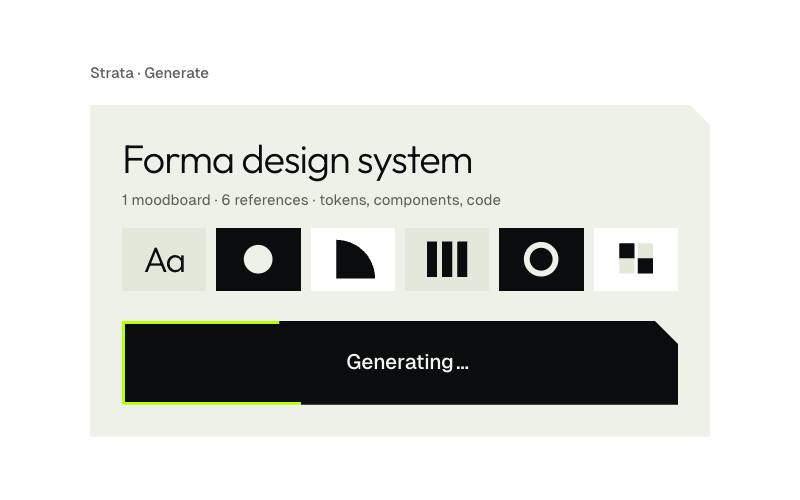 Strata · Generate
Forma design system
1 moodboard · 6 references · tokens, components, code
Aa
Generating…